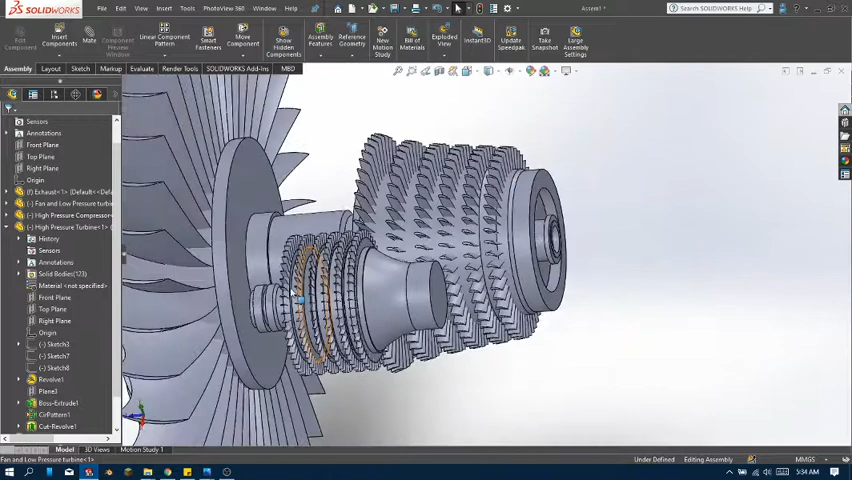 SOLIDWORKS File Edit View Insert Tools PhotoView 360 Window Help Assem1 Search SOLIDWORKS Help
Edit Component
Insert Components
Mate
Component Preview Window
Linear Component Pattern
Smart Fasteners
Move Component
Show Hidden Components
Assembly Features
Reference Geometry
New Motion Study
Bill of Materials
Exploded View
Instant3D
Update Speedpak
Take Snapshot
Large Assembly Settings
Assembly Layout Sketch Markup Evaluate Render Tools SOLIDWORKS Add-Ins MBD
Sensors
Annotations
Front Plane
Top Plane
Right Plane
Origin
(f) Exhaust<1> (Default<<Defa
(-) Fan and Low Pressure turbin
(-) High Pressure Compressor<
(-) High Pressure Turbine<1> (
History
Sensors
Annotations
Solid Bodies(123)
Material <not specified>
Front Plane
Top Plane
Right Plane
Origin
(-) Sketch3
(-) Sketch7
(-) Sketch8
Revolve1
Plane3
Boss-Extrude1
CirPattern1
Cut-Revolve1
Model 3D Views Motion Study 1
Fan and Low Pressure turbine<1> Under Defined Editing Assembly MMGS
5:34 AM